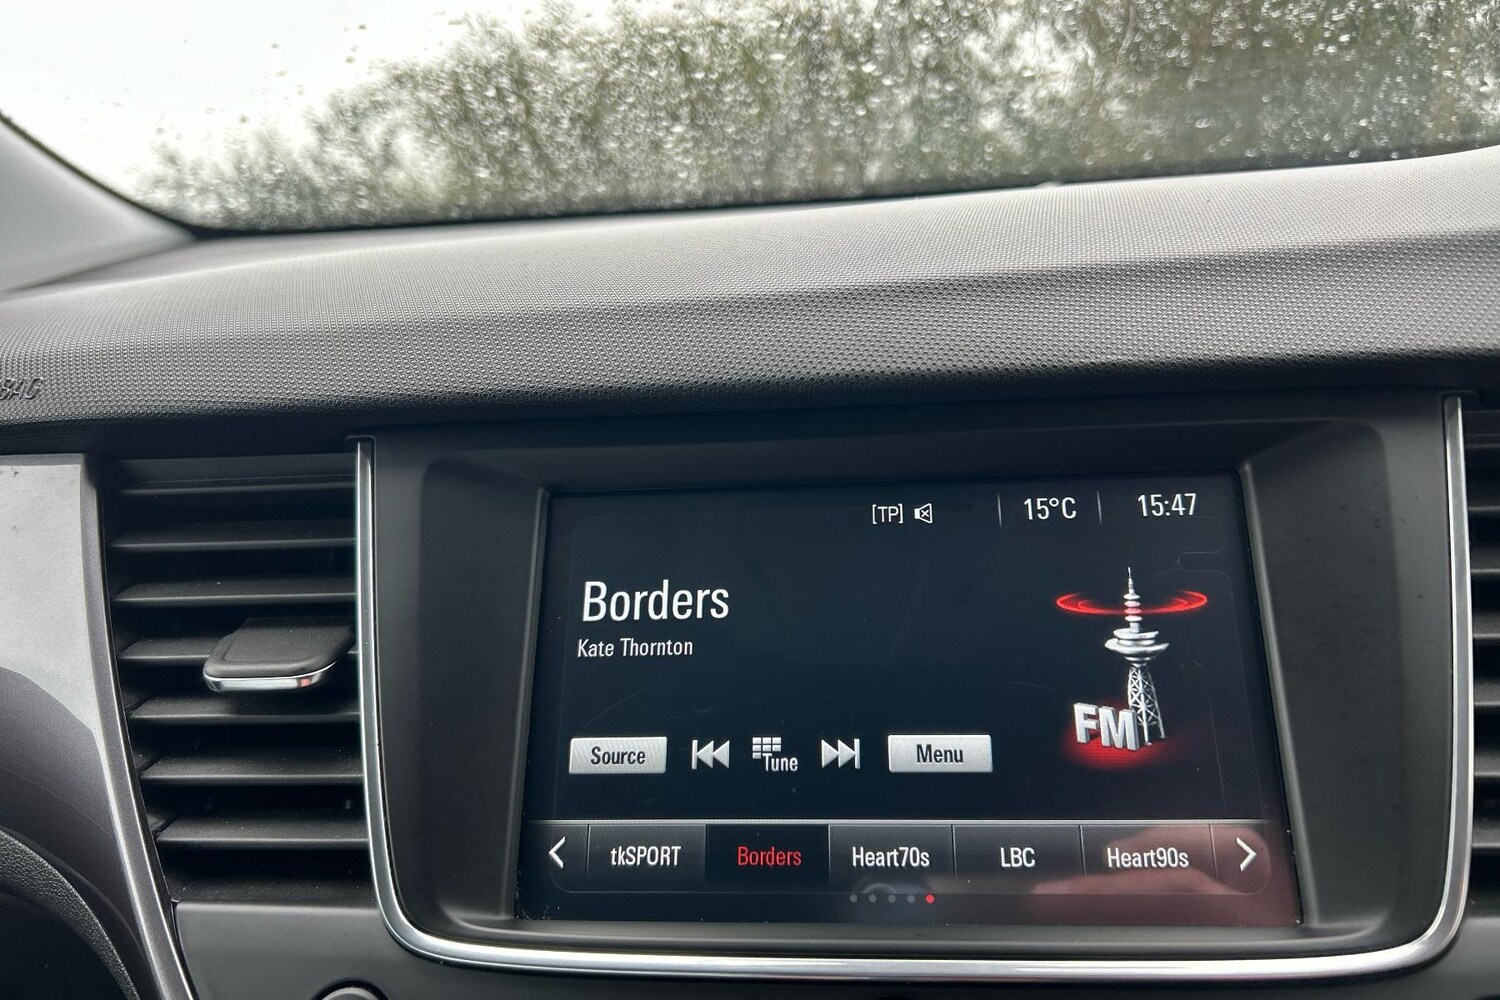 [TP]
15°C
15:47
Borders
Kate Thornton
FM
Source
Tune
Menu
tkSPORT
Borders
Heart70s
LBC
Heart90s